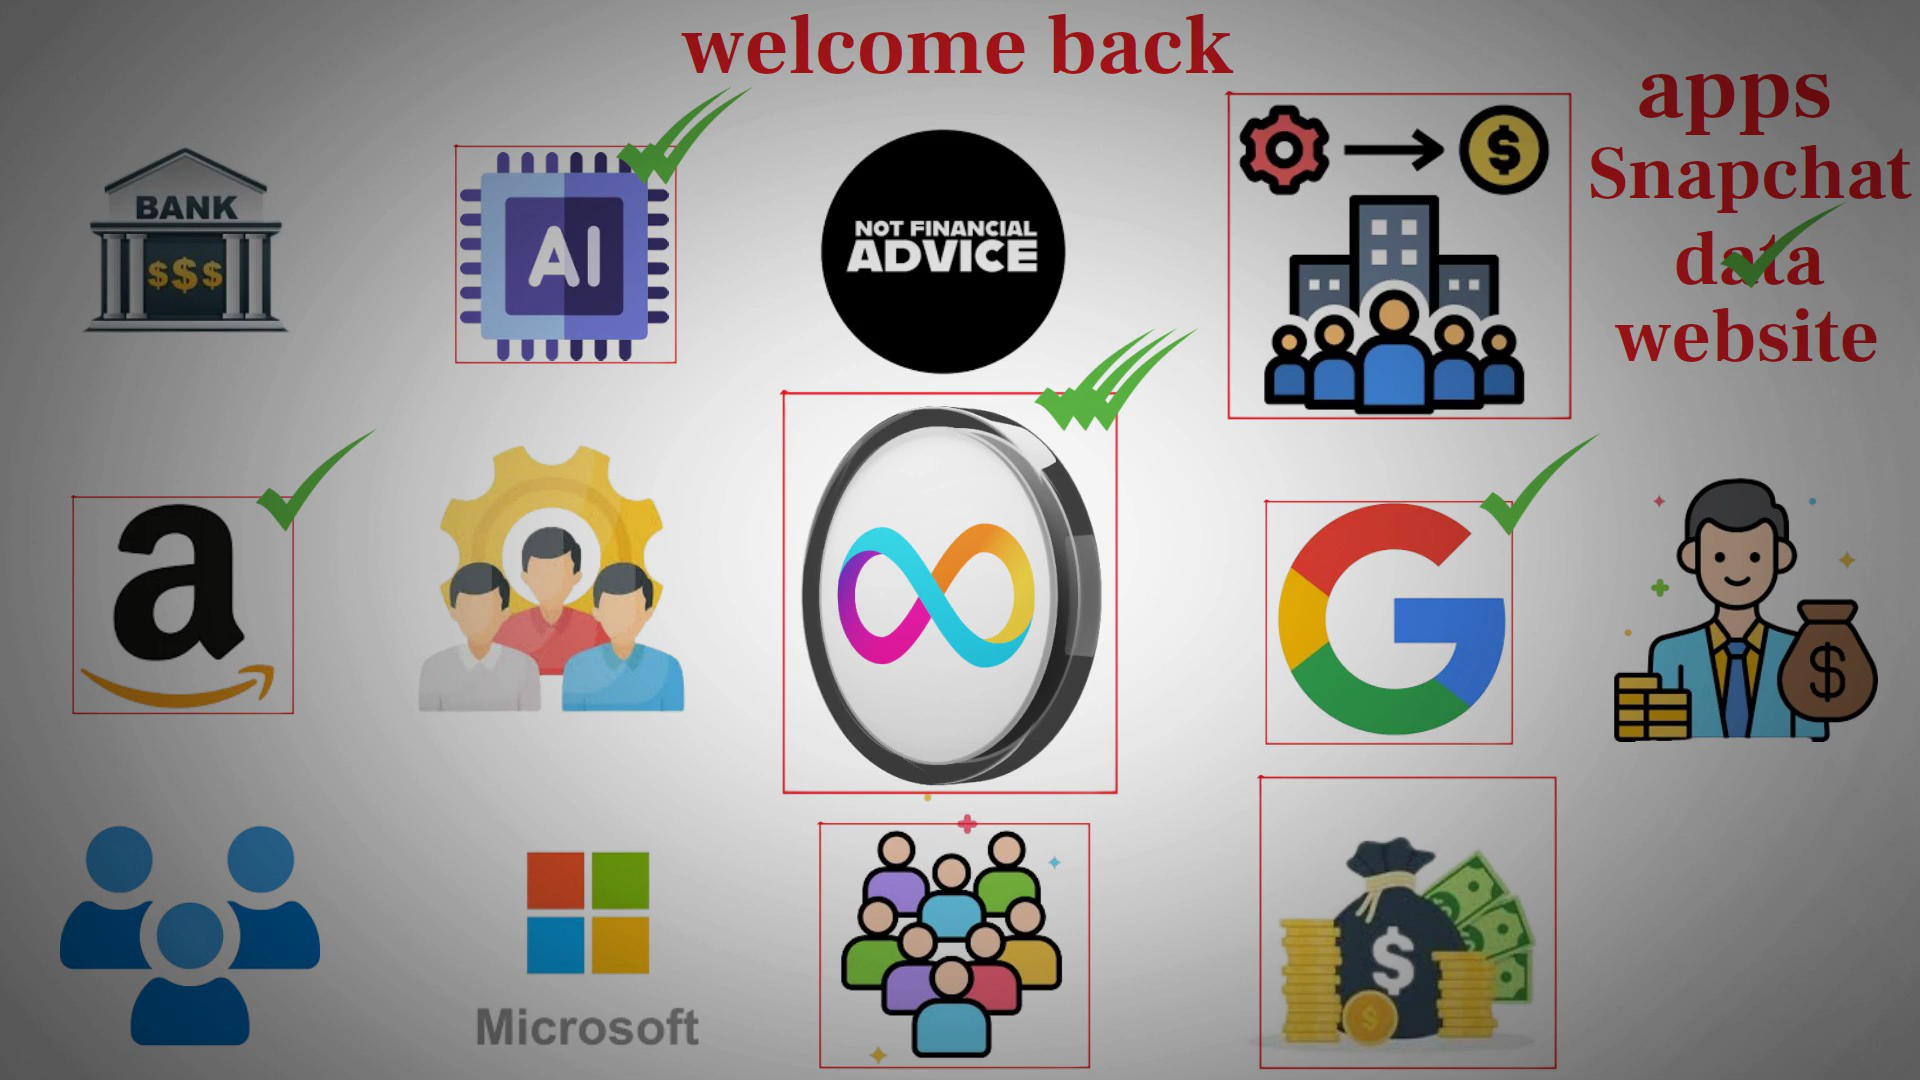 welcome back
apps
Snapchat
data
website
BANK
$$$
AI
NOT FINANCIAL
ADVICE
$
a
$
Microsoft
$
$